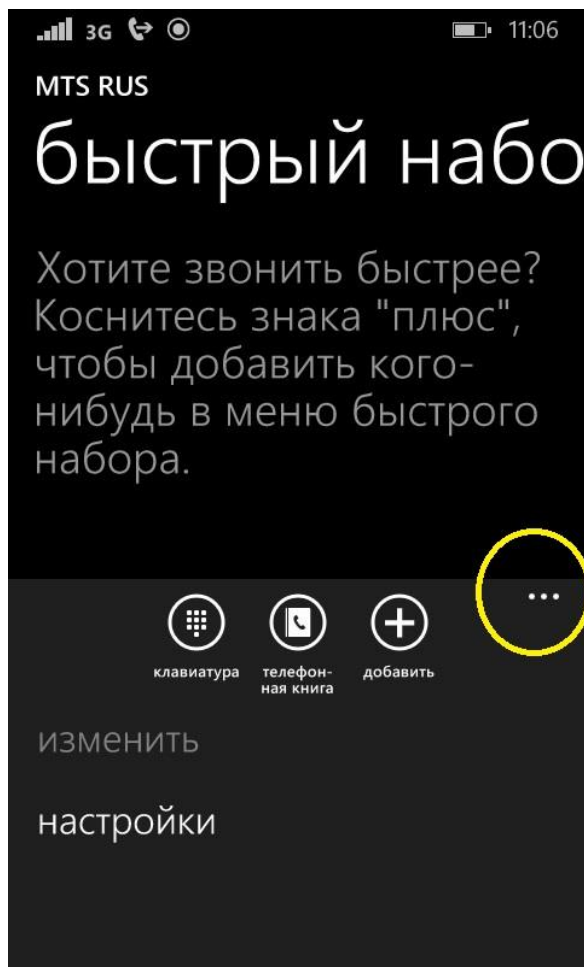 3G 11:06
MTS RUS
быстрый набо
Хотите звонить быстрее?
Коснитесь знака "плюс",
чтобы добавить кого-
нибудь в меню быстрого
набора.
...
клавиатура телефон- добавить
ная книга
изменить
настройки